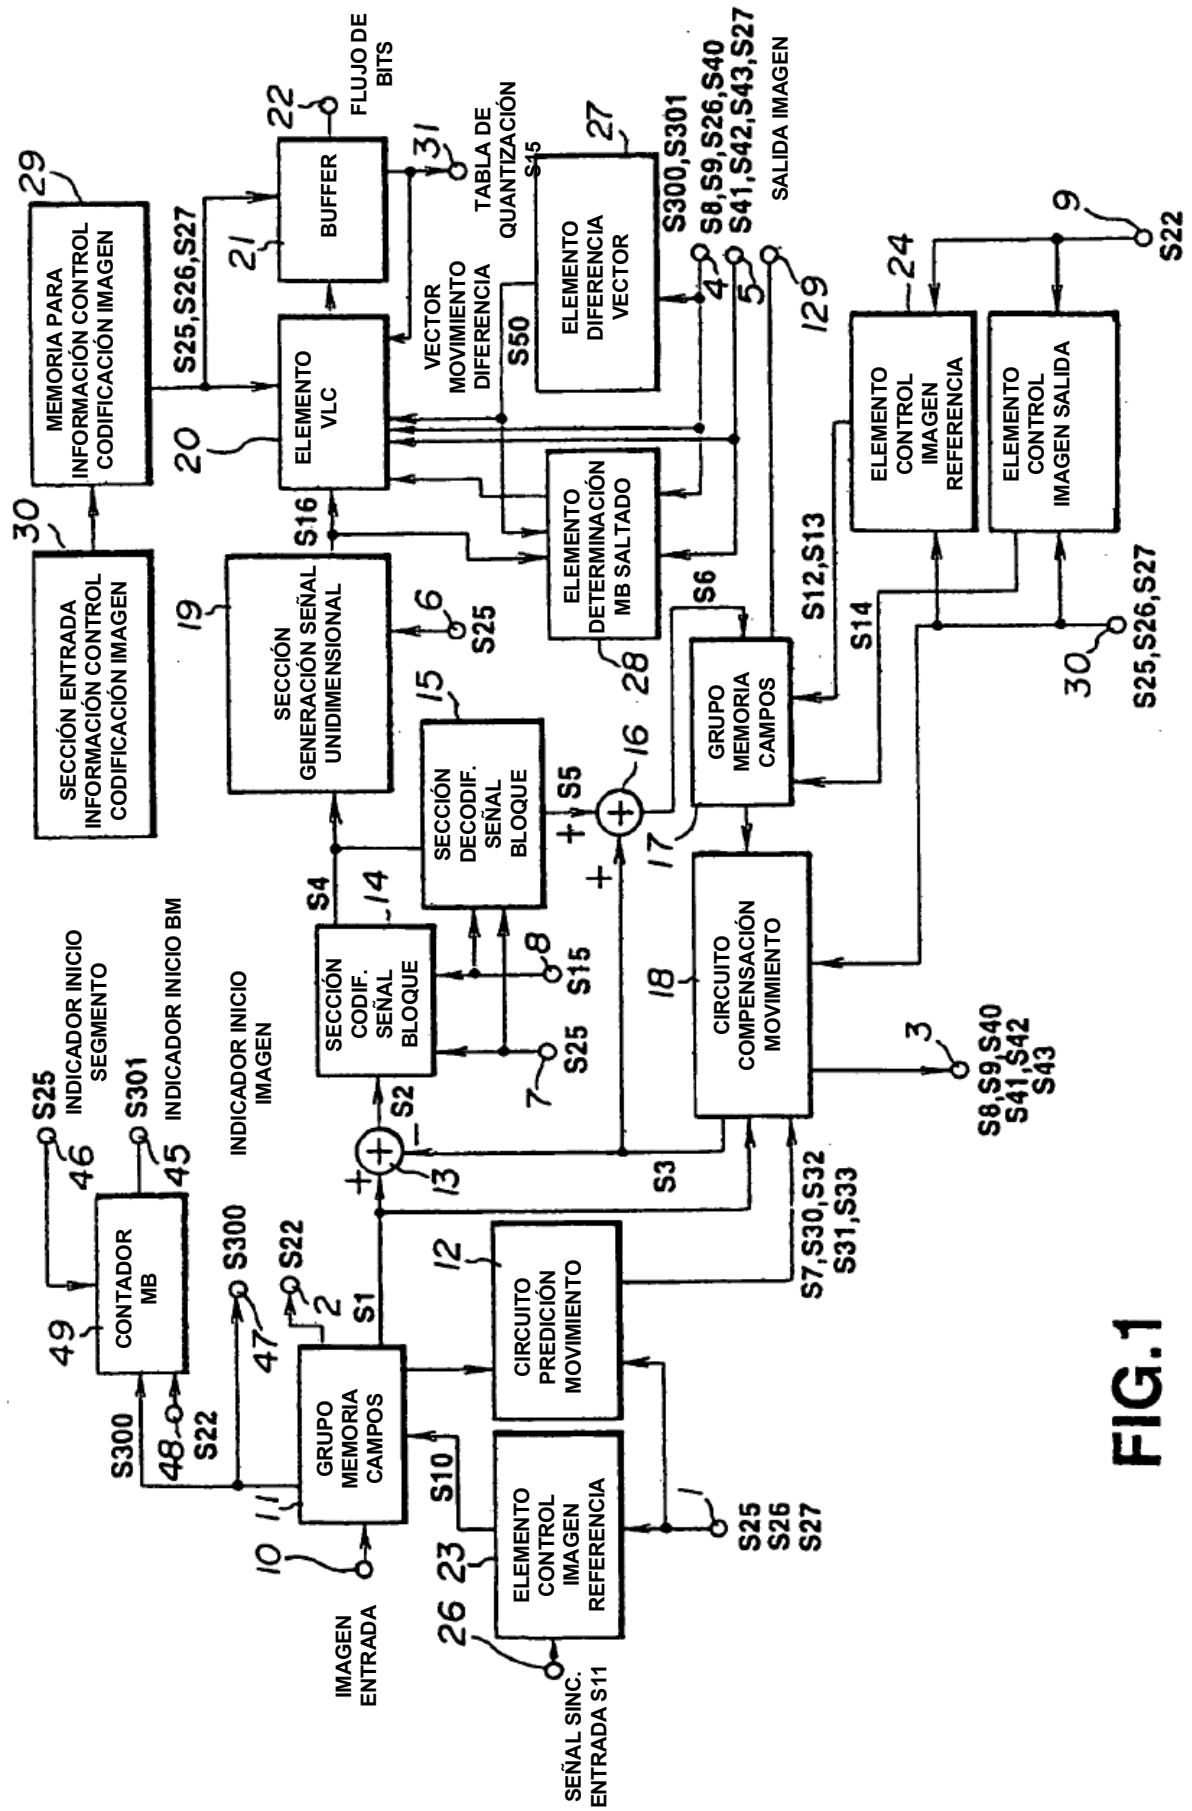 SECCIÓN ENTRADA
INFORMACIÓN CONTROL
CODIFICACIÓN IMAGEN
30
MEMORIA PARA
INFORMACIÓN CONTROL
CODIFICACIÓN IMAGEN
29
S25,S26,S27
S25
46
INDICADOR INICIO
SEGMENTO
CONTADOR
MB
49
S301
45
INDICADOR INICIO BM
S300
48
S22
S300
47
INDICADOR INICIO
IMAGEN
S22
2
IMAGEN
ENTRADA
10
11
GRUPO
MEMORIA
CAMPOS
S1
+
13
-
S2
SECCIÓN
CODIF.
SEÑAL
BLOQUE
14
S4
SECCIÓN
GENERACIÓN SEÑAL
UNIDIMENSIONAL
19
6
S25
S16
ELEMENTO
VLC
20
BUFFER
21
22
FLUJO DE
BITS
31
TABLA DE
QUANTIZACIÓN
S15
VECTOR
MOVIMIENTO
DIFERENCIA
S50
7
S25
8
S15
SECCIÓN
DECODIF.
SEÑAL
BLOQUE
15
S5
+
+
16
S6
ELEMENTO
DETERMINACIÓN
MB SALTADO
28
ELEMENTO
DIFERENCIA
VECTOR
27
S300,S301
S8,S9,S26,S40
4
S41,S42,S43,S27
5
SALIDA IMAGEN
129
SEÑAL SINC.
ENTRADA S11
26
23
ELEMENTO
CONTROL
IMAGEN
REFERENCIA
S10
1
S25
S26
S27
CIRCUITO
PREDICIÓN
MOVIMIENTO
12
S3
S7,S30,S32
S31,S33
CIRCUITO
COMPENSACIÓN
MOVIMIENTO
18
3
S8,S9,S40
S41,S42
S43
GRUPO
MEMORIA
CAMPOS
17
S12,S13
S14
ELEMENTO
CONTROL
IMAGEN
REFERENCIA
24
ELEMENTO
CONTROL
IMAGEN SALIDA
30
S25,S26,S27
9
S22
FIG.1